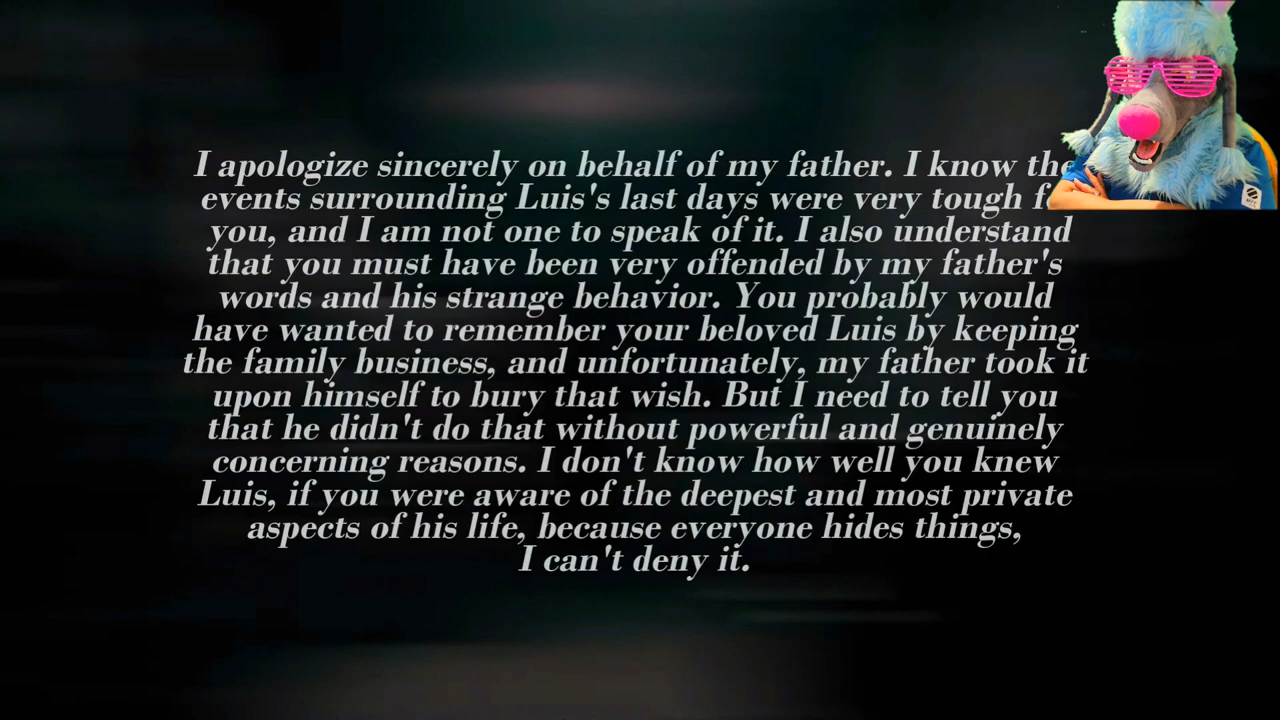 I apologize sincerely on behalf of my father. I know the
events surrounding Luis's last days were very tough
you, and I am not one to speak of it. I also understand
that you must have been very offended by my father's
words and his strange behavior. You probably would
have wanted to remember your beloved Luis by keeping
the family business, and unfortunately, my father took it
upon himself to bury that wish. But I need to tell you
that he didn't do that without powerful and genuinely
concerning reasons. I don't know how well you knew
Luis, if you were aware of the deepest and most private
aspects of his life, because everyone hides things,
I can't deny it.